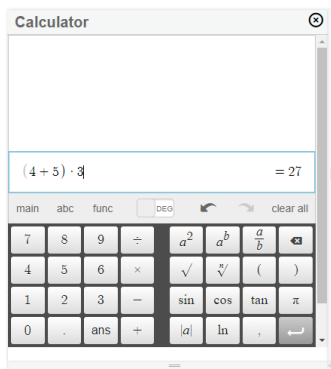 Calculator
(4 + 5) · 3 = 27
main abc func DEG clear all
7 8 9 ÷ a² aᵇ a/b
4 5 6 × √ ⁿ√ ( )
1 2 3 − sin cos tan π
0 . ans + |a| ln ,